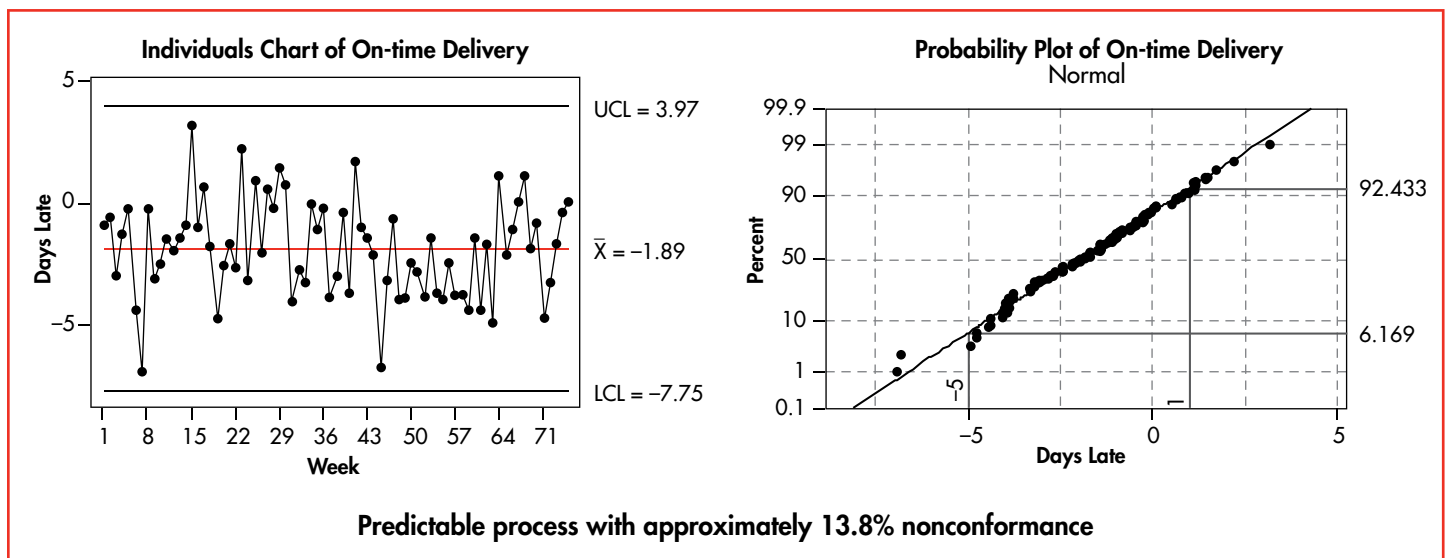 Individuals Chart of On-time Delivery
5
0
−5
Days Late
UCL = 3.97
X̅ = −1.89
LCL = −7.75
1 8 15 22 29 36 43 50 57 64 71
Week
Probability Plot of On-time Delivery
Normal
99.9
99
90
50
10
1
0.1
Percent
92.433
6.169
−5
1
−5 0 5
Days Late
Predictable process with approximately 13.8% nonconformance